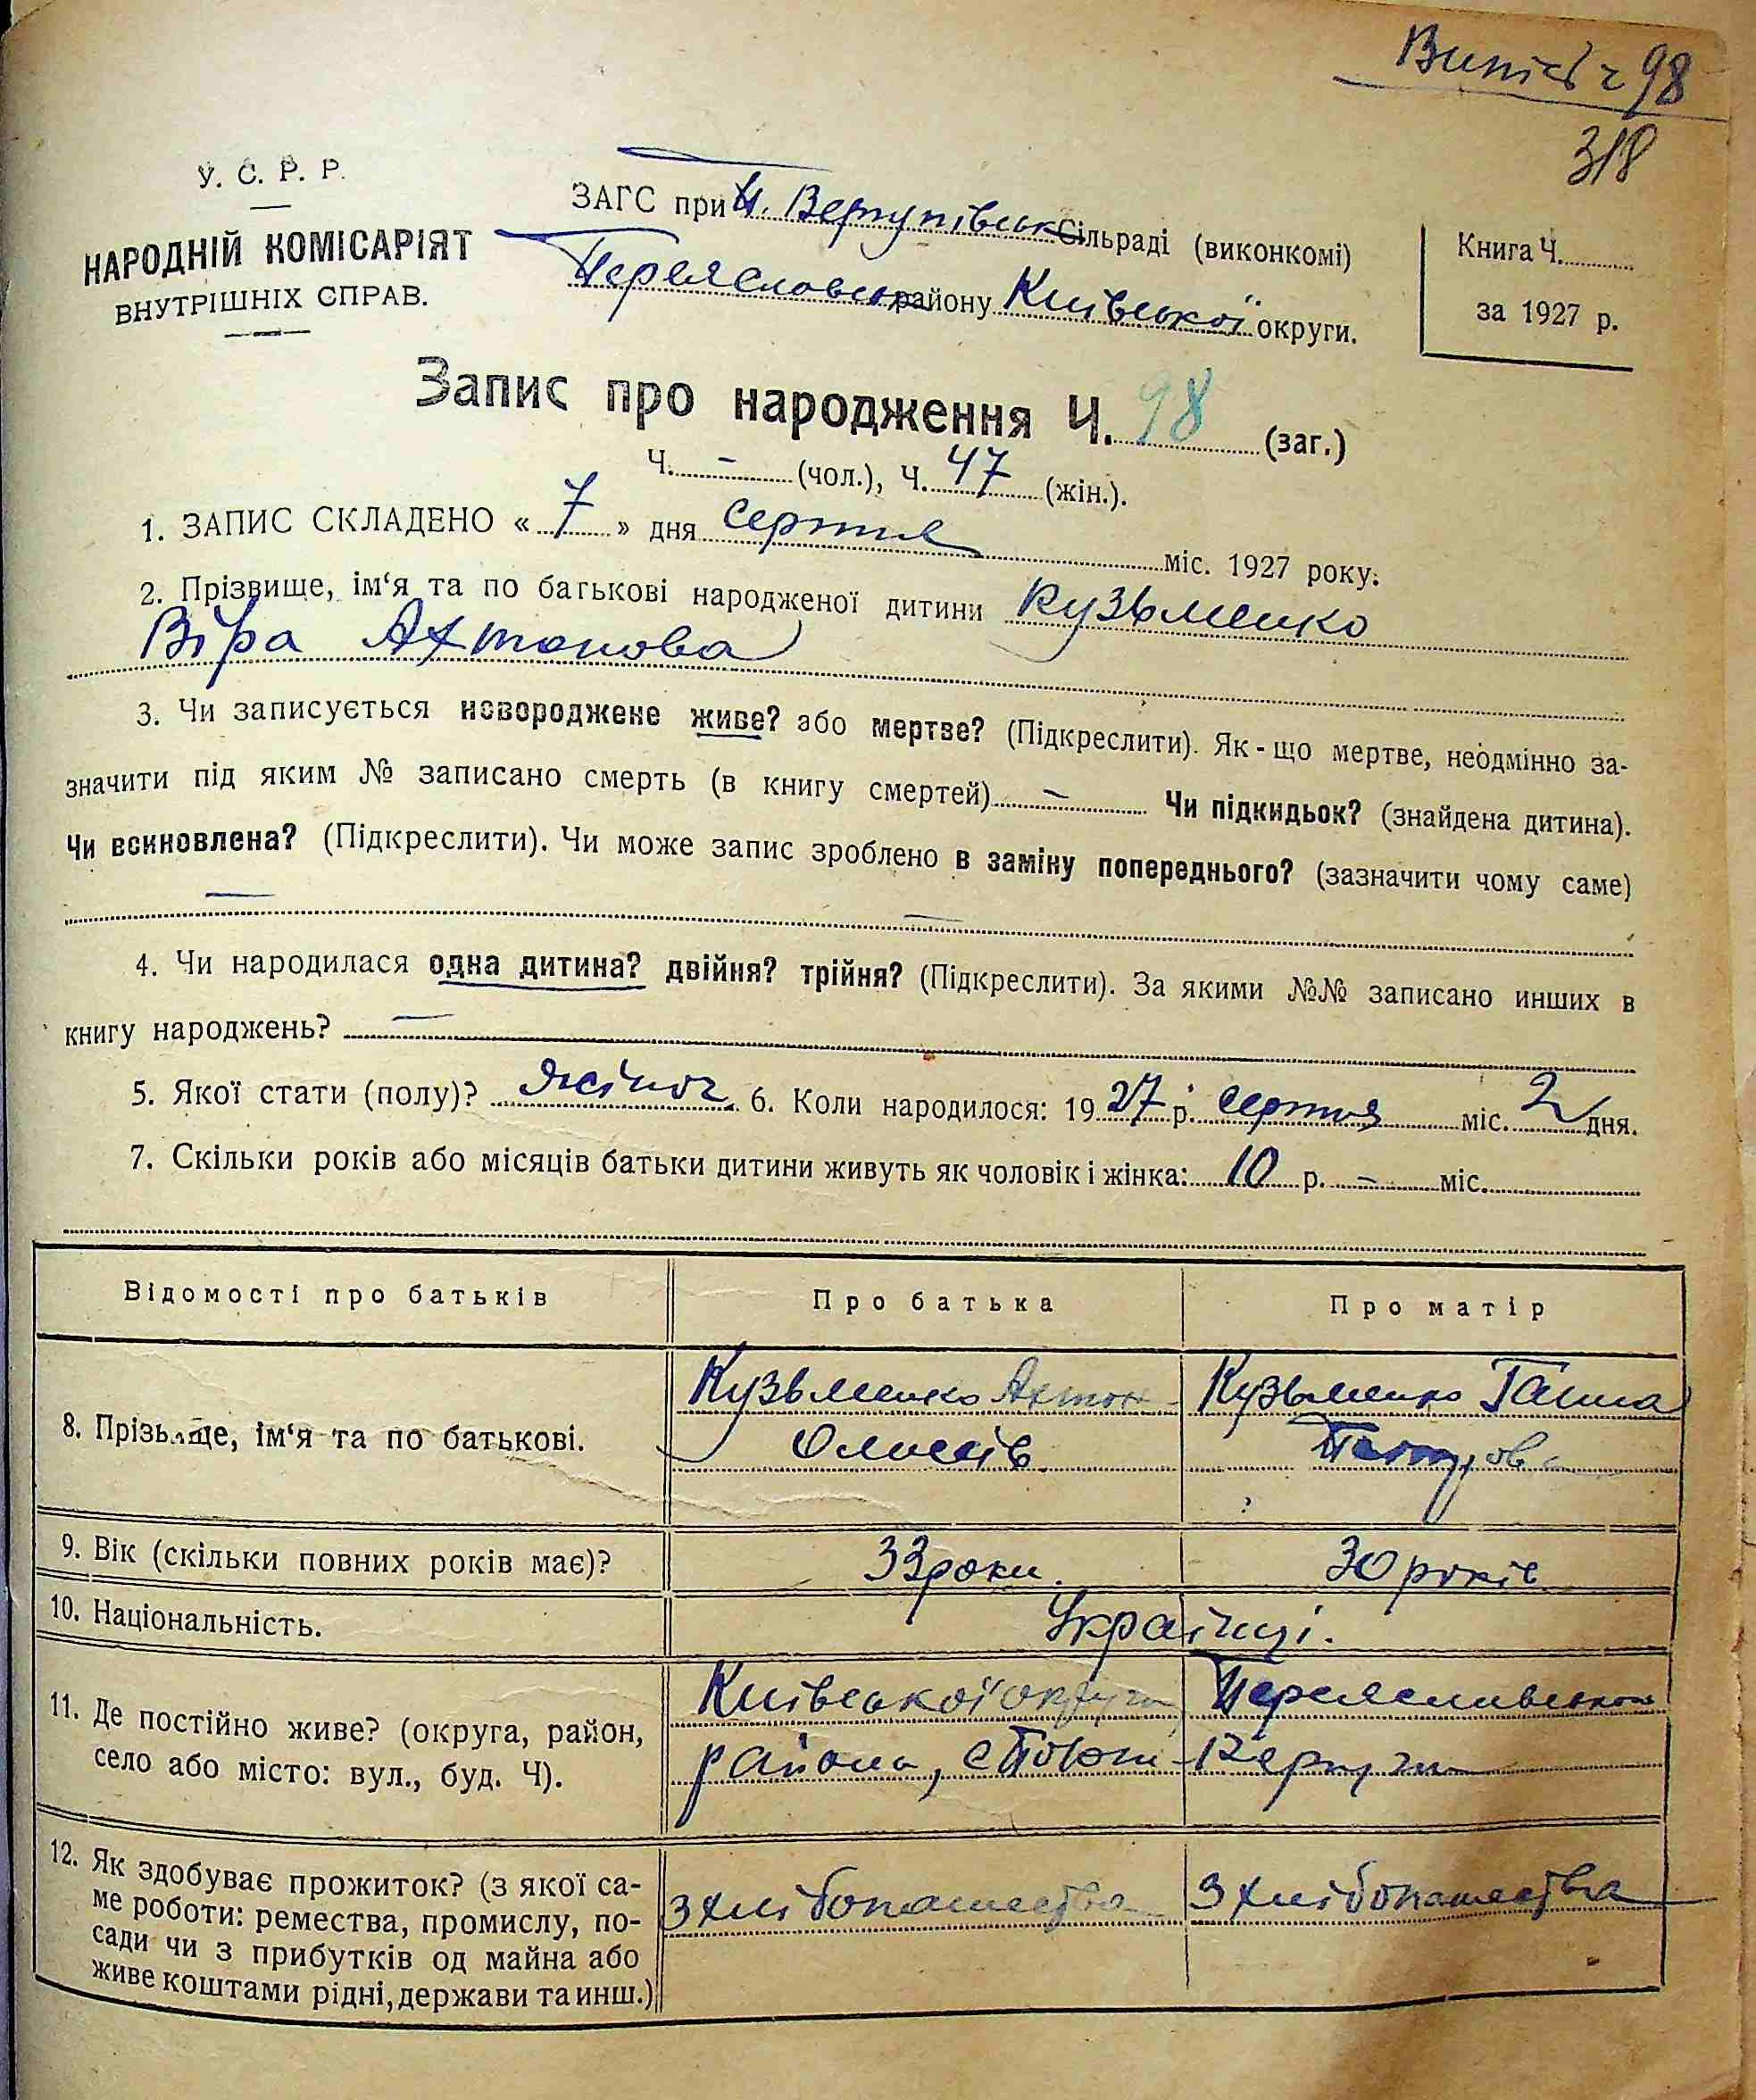 Випис ч 98
318
У. С. Р. Р.
НАРОДНІЙ КОМІСАРІЯТ
ВНУТРІШНІХ СПРАВ.
ЗАГС при сільраді (виконкомі)
Переяславськ району Київської округи.
Книга Ч.
за 1927 р.
Запис про народження Ч. 98 (заг.)
Ч. - (чол.), Ч. 47 (жін.).
1. ЗАПИС СКЛАДЕНО « 7 » дня серпня міс. 1927 року.
2. Прізвище, ім‘я та по батькові народженої дитини Кузьменко
Віра Антонова
3. Чи записується новороджене живе? або мертве? (Підкреслити). Як-що мертве, неодмінно за-
значити під яким № записано смерть (в книгу смертей) — Чи підкидьок? (знайдена дитина).
Чи всиновлена? (Підкреслити). Чи може запис зроблено в заміну попереднього? (зазначити чому саме)
4. Чи народилася одна дитина? двійня? трійня? (Підкреслити). За якими №№ записано инших в
книгу народжень? —
5. Якої стати (полу)? жіноч. 6. Коли народилося: 1927 р. серпня міс. 2 дня.
7. Скільки років або місяців батьки дитини живуть як чоловік і жінка: 10 р. - міс.
Відомості про батьків Про батька Про матір
8. Прізвище, ім‘я та по батькові.
Кузьменко Антон
Кузьменко Ганна
9. Вік (скільки повних років має)? 33 роки. 30 років
10. Національність. Українці.
11. Де постійно живе? (округа, район,
село або місто: вул., буд. Ч).
Київської округи Переяславського
району, с
12. Як здобуває прожиток? (з якої са-
ме роботи: ремества, промислу, по-
сади чи з прибутків од майна або
живе коштами рідні, держави та инш.)
З хлібопашества З хлібопашества